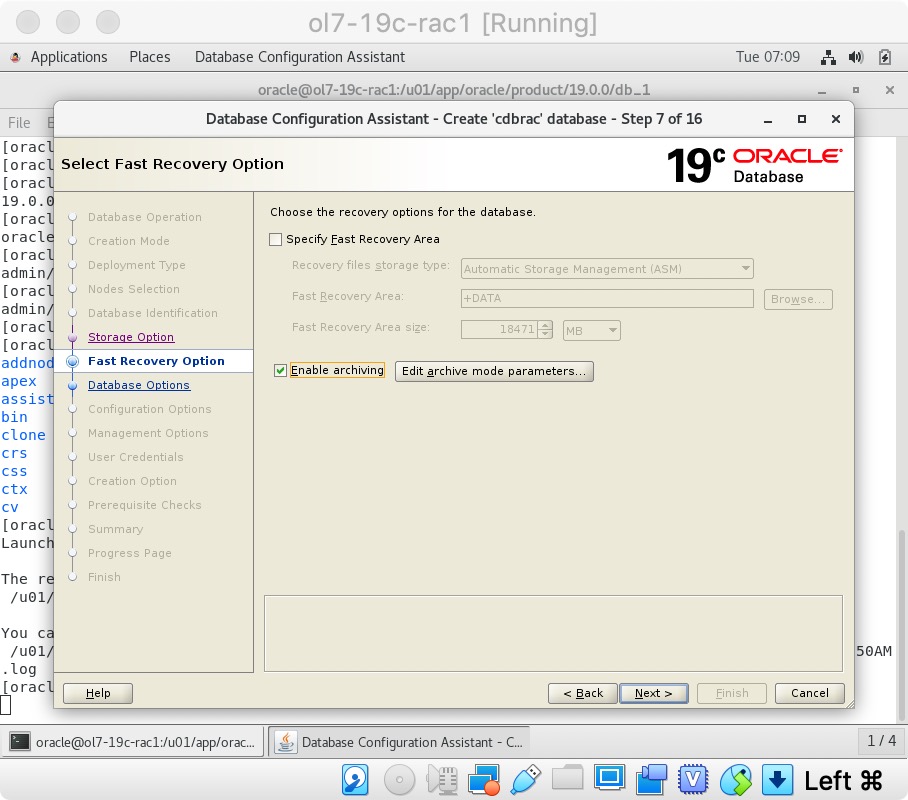 ol7-19c-rac1 [Running]
Applications Places Database Configuration Assistant Tue 07:09
oracle@ol7-19c-rac1:/u01/app/oracle/product/19.0.0/db_1
File
Database Configuration Assistant - Create 'cdbrac' database - Step 7 of 16
Select Fast Recovery Option
19c ORACLE
Database
[oracl
[oracl
[oracl
19.0.0
[oracl
oracle
[oracl
admin/
[oracl
admin/
[oracl
[oracl
addnod
apex
assist
bin
clone
crs
css
ctx
cv
[oracl
Launch
The re
/u01/
You ca
/u01/
50AM
.log
[oracl
Database Operation
Creation Mode
Deployment Type
Nodes Selection
Database Identification
Storage Option
Fast Recovery Option
Database Options
Configuration Options
Management Options
User Credentials
Creation Option
Prerequisite Checks
Summary
Progress Page
Finish
Choose the recovery options for the database.
Specify Fast Recovery Area
Recovery files storage type: Automatic Storage Management (ASM)
Fast Recovery Area: +DATA Browse...
Fast Recovery Area size: 18471 MB
Enable archiving Edit archive mode parameters...
Help < Back Next > Finish Cancel
oracle@ol7-19c-rac1:/u01/app/orac... Database Configuration Assistant - C... 1 / 4
Left ⌘